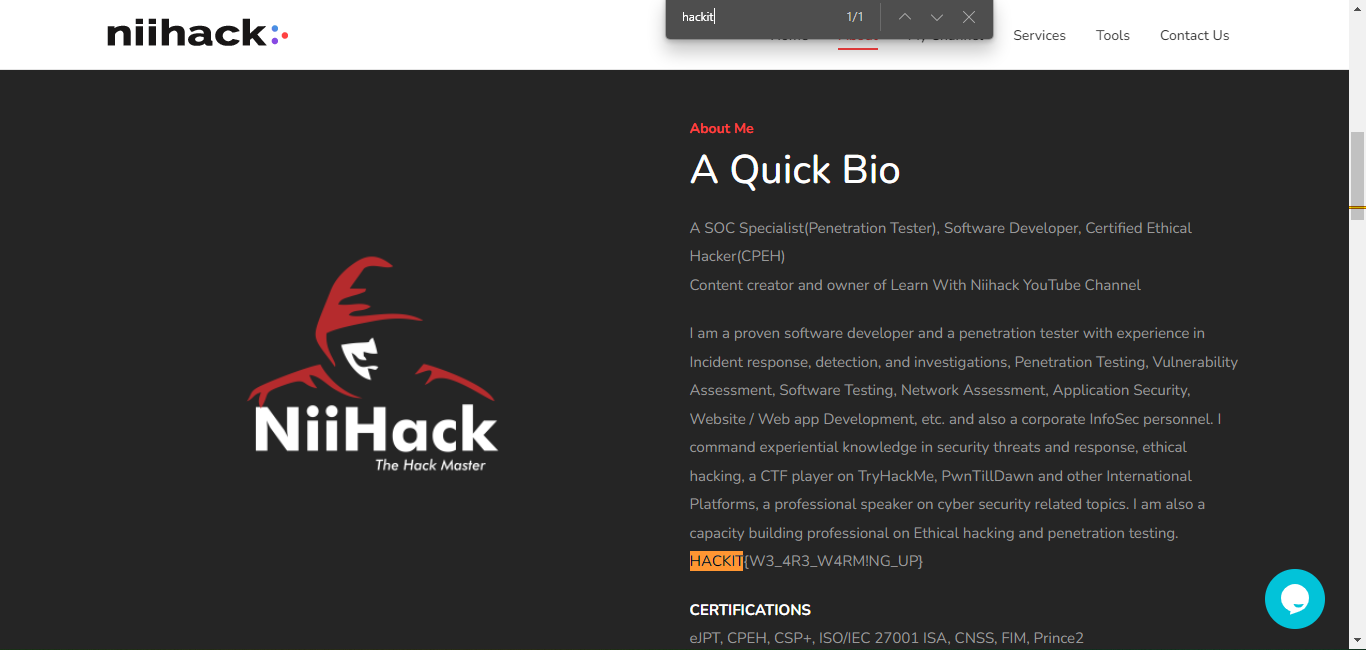 niihack
hackit 1/1
Services Tools Contact Us
About Me
A Quick Bio
A SOC Specialist(Penetration Tester), Software Developer, Certified Ethical
Hacker(CPEH)
Content creator and owner of Learn With Niihack YouTube Channel
I am a proven software developer and a penetration tester with experience in
Incident response, detection, and investigations, Penetration Testing, Vulnerability
Assessment, Software Testing, Network Assessment, Application Security,
Website / Web app Development, etc. and also a corporate InfoSec personnel. I
command experiential knowledge in security threats and response, ethical
hacking, a CTF player on TryHackMe, PwnTillDawn and other International
Platforms, a professional speaker on cyber security related topics. I am also a
capacity building professional on Ethical hacking and penetration testing.
HACKIT{W3_4R3_W4RM!NG_UP}
NiiHack
The Hack Master
CERTIFICATIONS
eJPT, CPEH, CSP+, ISO/IEC 27001 ISA, CNSS, FIM, Prince2